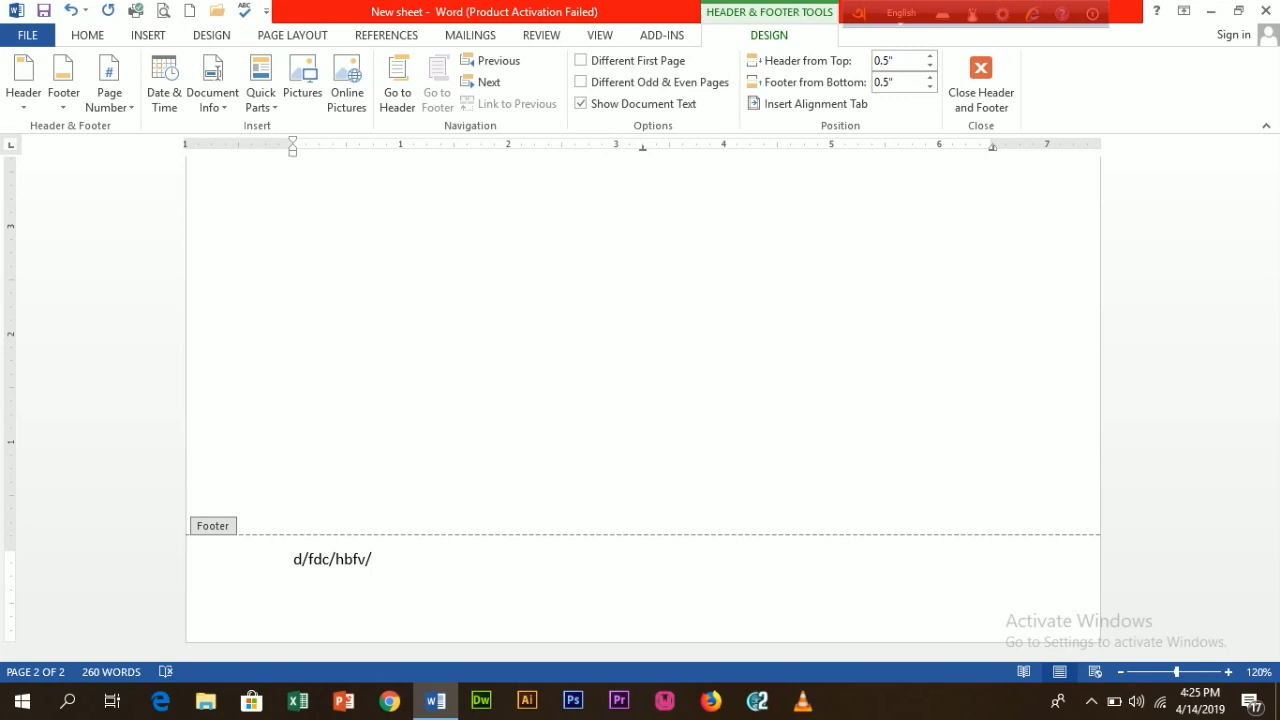 New sheet - Word (Product Activation Failed)
HEADER & FOOTER TOOLS
English
FILE HOME INSERT DESIGN PAGE LAYOUT REFERENCES MAILINGS REVIEW VIEW ADD-INS DESIGN Sign in
Header
Footer
Page Number
Header & Footer
Date & Time
Document Info
Quick Parts
Pictures
Online Pictures
Insert
Go to Header
Go to Footer
Previous
Next
Link to Previous
Navigation
Different First Page
Different Odd & Even Pages
Show Document Text
Options
Header from Top: 0.5"
Footer from Bottom: 0.5"
Insert Alignment Tab
Position
Close Header and Footer
Close
1 1 2 3 4 5 6 7
3
2
1
Footer
d/fdc/hbfv/
Activate Windows
Go to Settings to activate Windows.
PAGE 2 OF 2 260 WORDS 120%
4:25 PM
4/14/2019
17